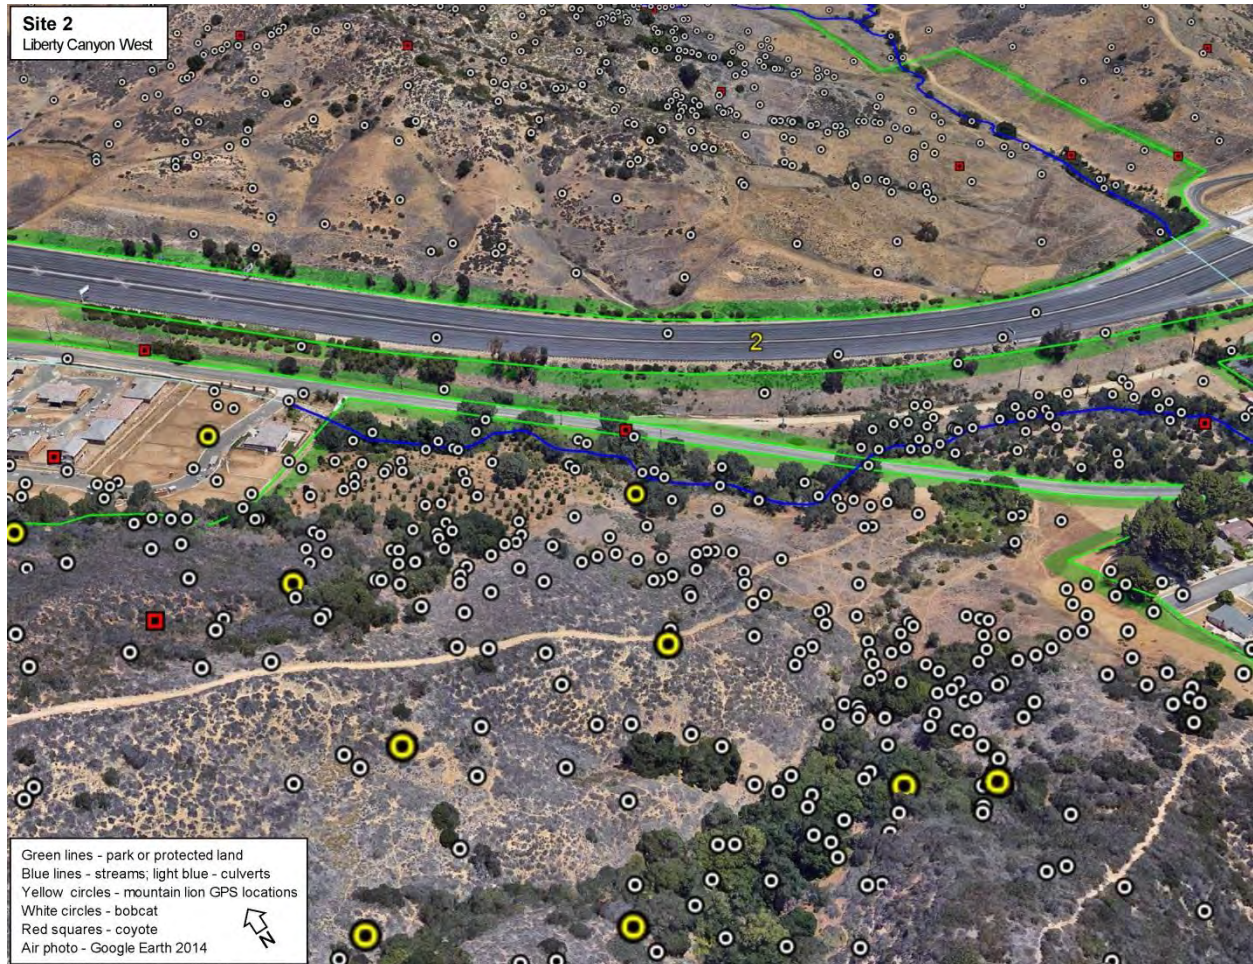 Site 2
Liberty Canyon West
2
Green lines - park or protected land
Blue lines - streams; light blue - culverts
Yellow circles - mountain lion GPS locations
White circles - bobcat
Red squares - coyote
Air photo - Google Earth 2014
N